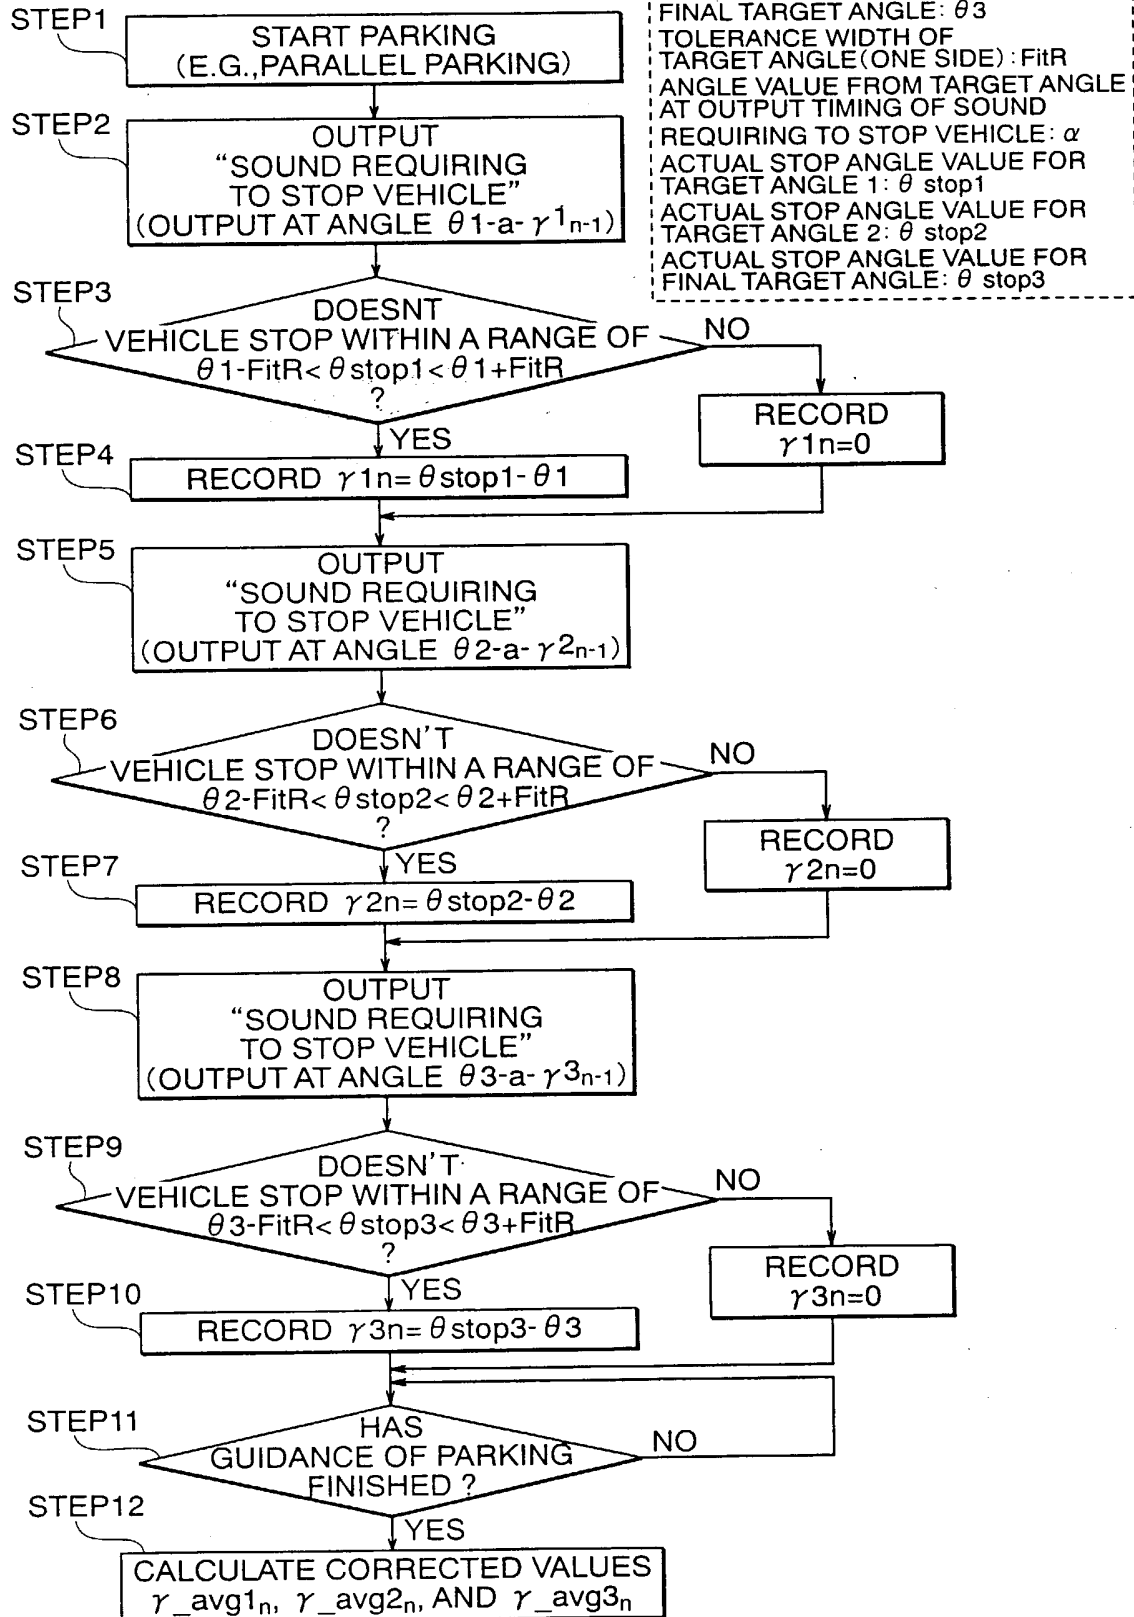 STEP1
START PARKING
(E.G.,PARALLEL PARKING)
FINAL TARGET ANGLE: θ3
TOLERANCE WIDTH OF
TARGET ANGLE(ONE SIDE):FitR
ANGLE VALUE FROM TARGET ANGLE
AT OUTPUT TIMING OF SOUND
REQUIRING TO STOP VEHICLE: α
ACTUAL STOP ANGLE VALUE FOR
TARGET ANGLE 1: θ stop1
ACTUAL STOP ANGLE VALUE FOR
TARGET ANGLE 2: θ stop2
ACTUAL STOP ANGLE VALUE FOR
FINAL TARGET ANGLE: θ stop3
STEP2
OUTPUT
“SOUND REQUIRING
TO STOP VEHICLE”
(OUTPUT AT ANGLE θ1-a-γ1n-1)
STEP3
DOESNT
VEHICLE STOP WITHIN A RANGE OF
θ1-FitR<θstop1<θ1+FitR
?
NO
RECORD
γ1n=0
YES
STEP4
RECORD γ1n=θstop1-θ1
STEP5
OUTPUT
“SOUND REQUIRING
TO STOP VEHICLE”
(OUTPUT AT ANGLE θ2-a-γ2n-1)
STEP6
DOESN'T
VEHICLE STOP WITHIN A RANGE OF
θ2-FitR<θstop2<θ2+FitR
?
NO
RECORD
γ2n=0
YES
STEP7
RECORD γ2n=θstop2-θ2
STEP8
OUTPUT
“SOUND REQUIRING
TO STOP VEHICLE”
(OUTPUT AT ANGLE θ3-a-γ3n-1)
STEP9
DOESN'T
VEHICLE STOP WITHIN A RANGE OF
θ3-FitR<θstop3<θ3+FitR
?
NO
RECORD
γ3n=0
YES
STEP10
RECORD γ3n=θstop3-θ3
STEP11
HAS
GUIDANCE OF PARKING
FINISHED ?
NO
YES
STEP12
CALCULATE CORRECTED VALUES
γ_avg1n, γ_avg2n, AND γ_avg3n